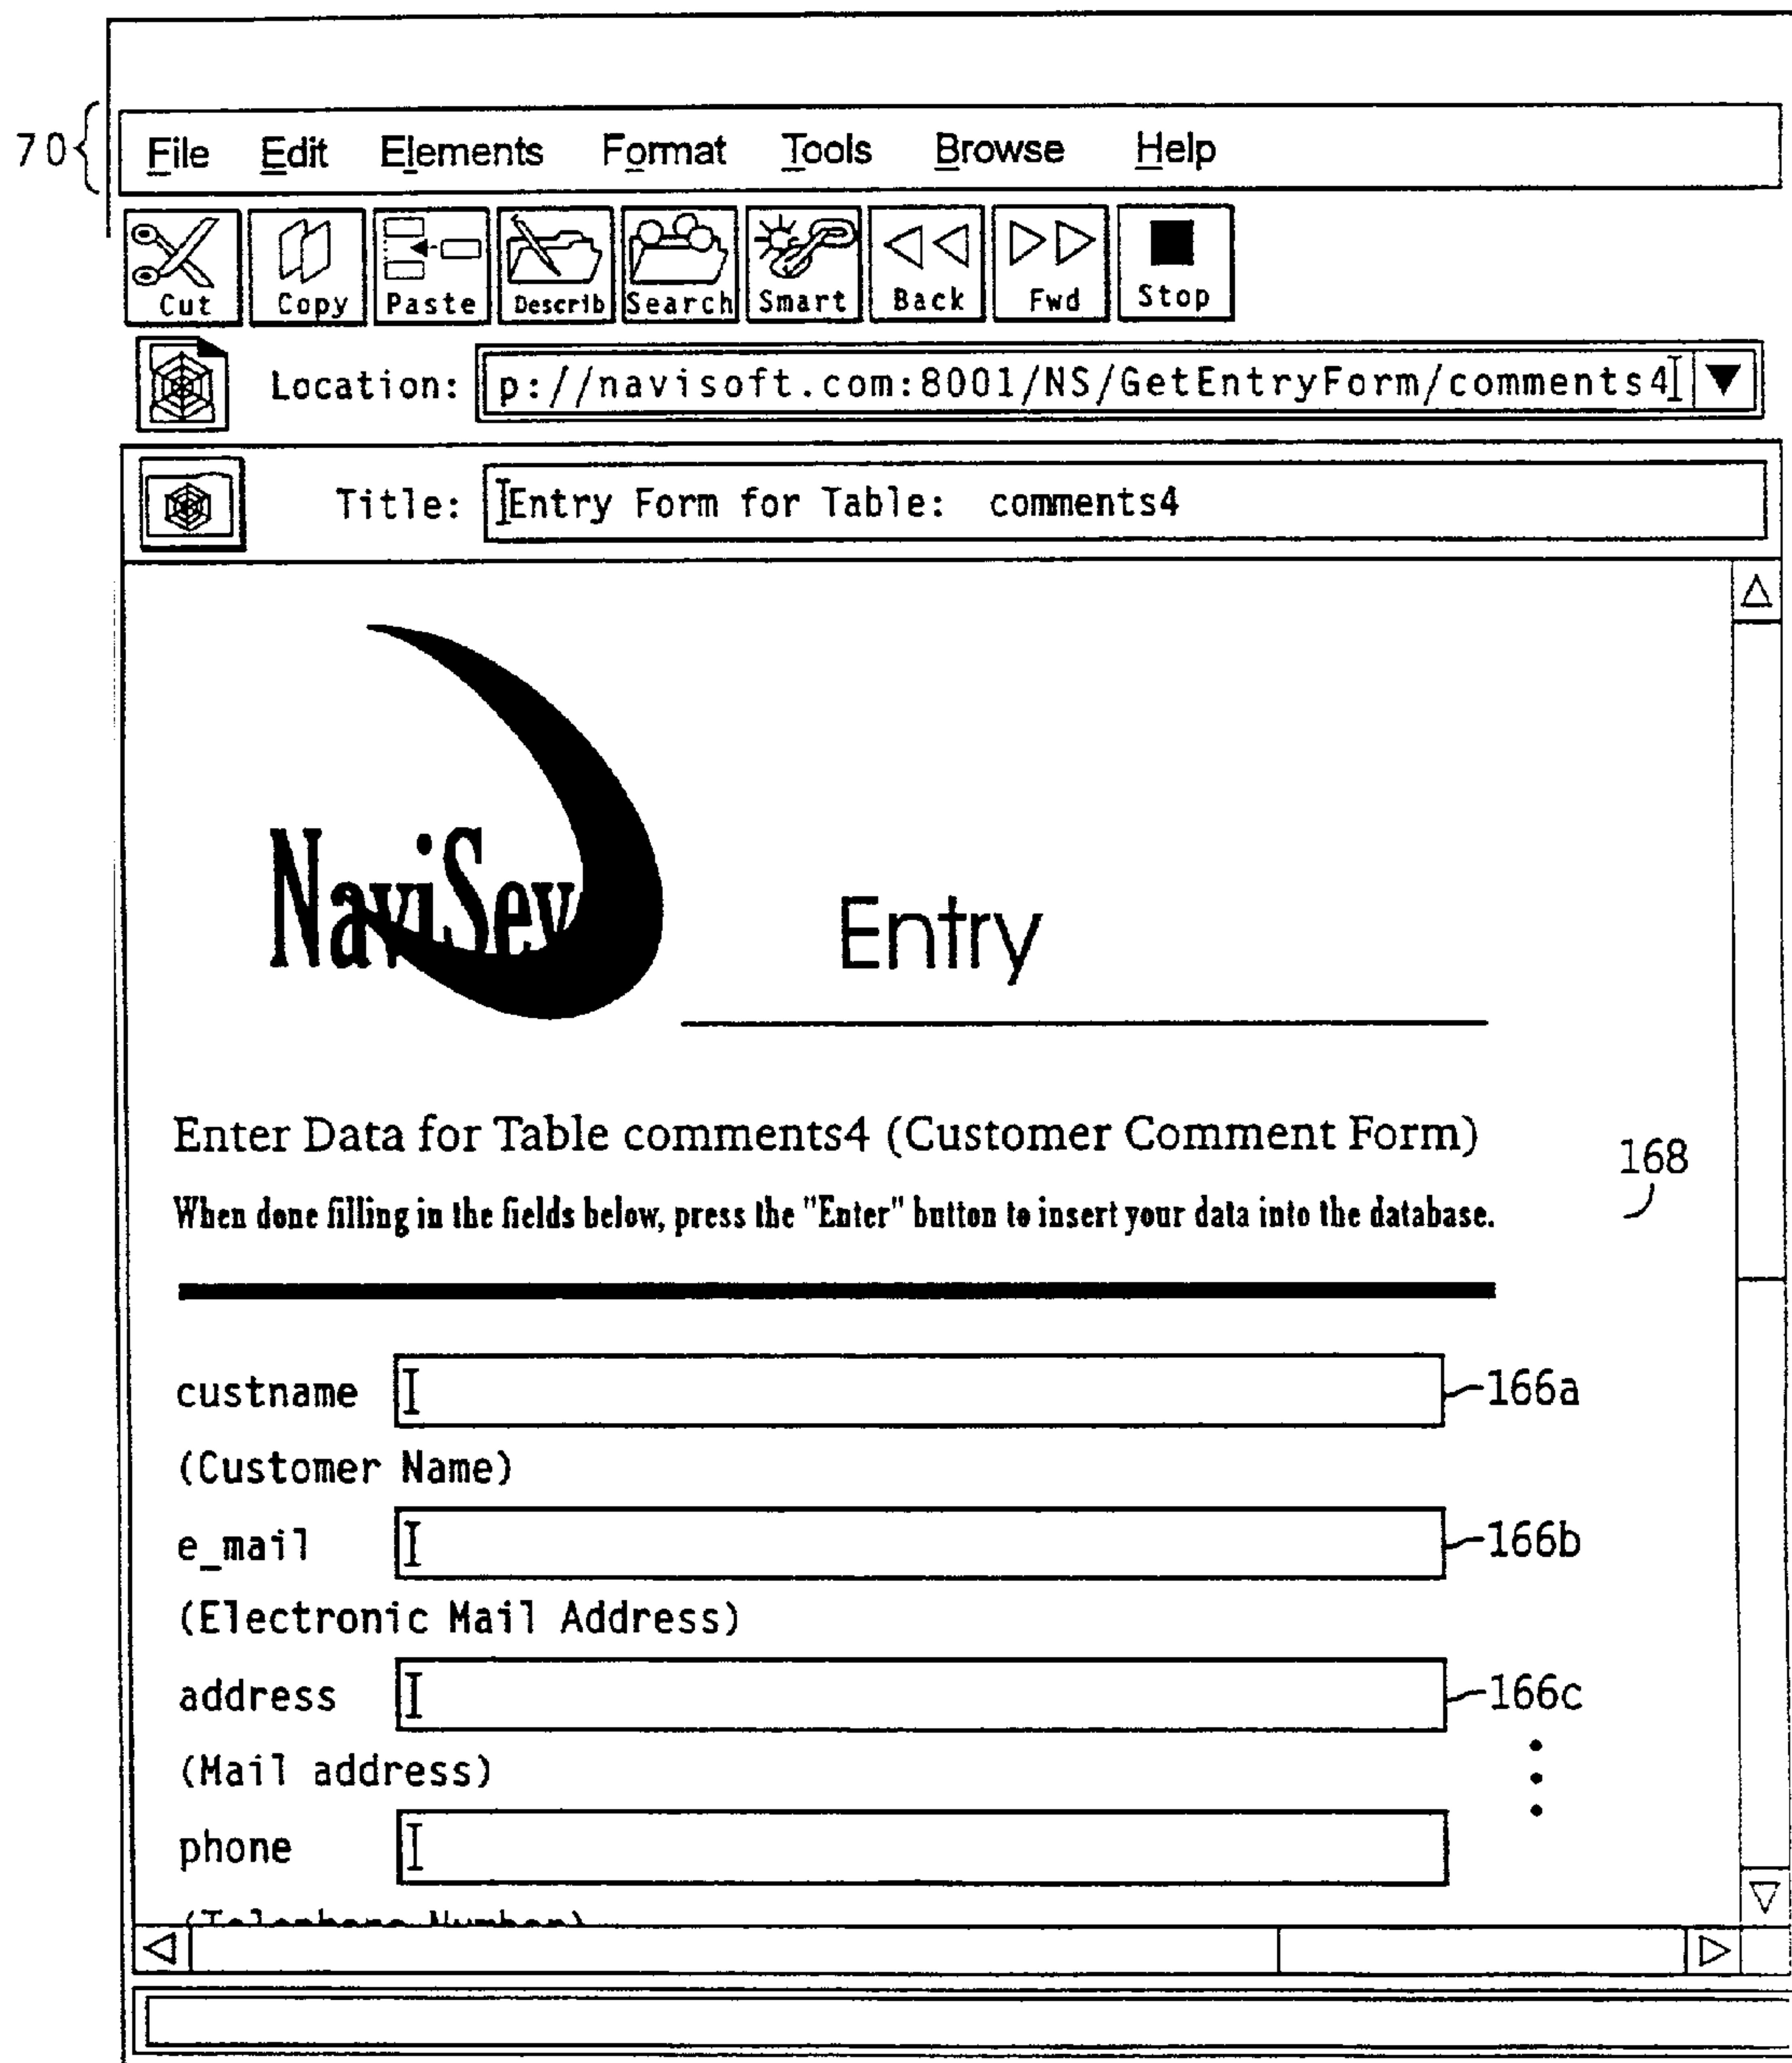 70
File Edit Elements Format Tools Browse Help
Cut Copy Paste Describ Search Smart Back Fwd Stop
Location: p://navisoft.com:8001/NS/GetEntryForm/comments4
Title: Entry Form for Table: comments4
NaviSev
Entry
Enter Data for Table comments4 (Customer Comment Form)
168
When done filling in the fields below, press the "Enter" button to insert your data into the database.
custname 166a
(Customer Name)
e_mail 166b
(Electronic Mail Address)
address 166c
(Mail address)
phone
(Telephone Number)